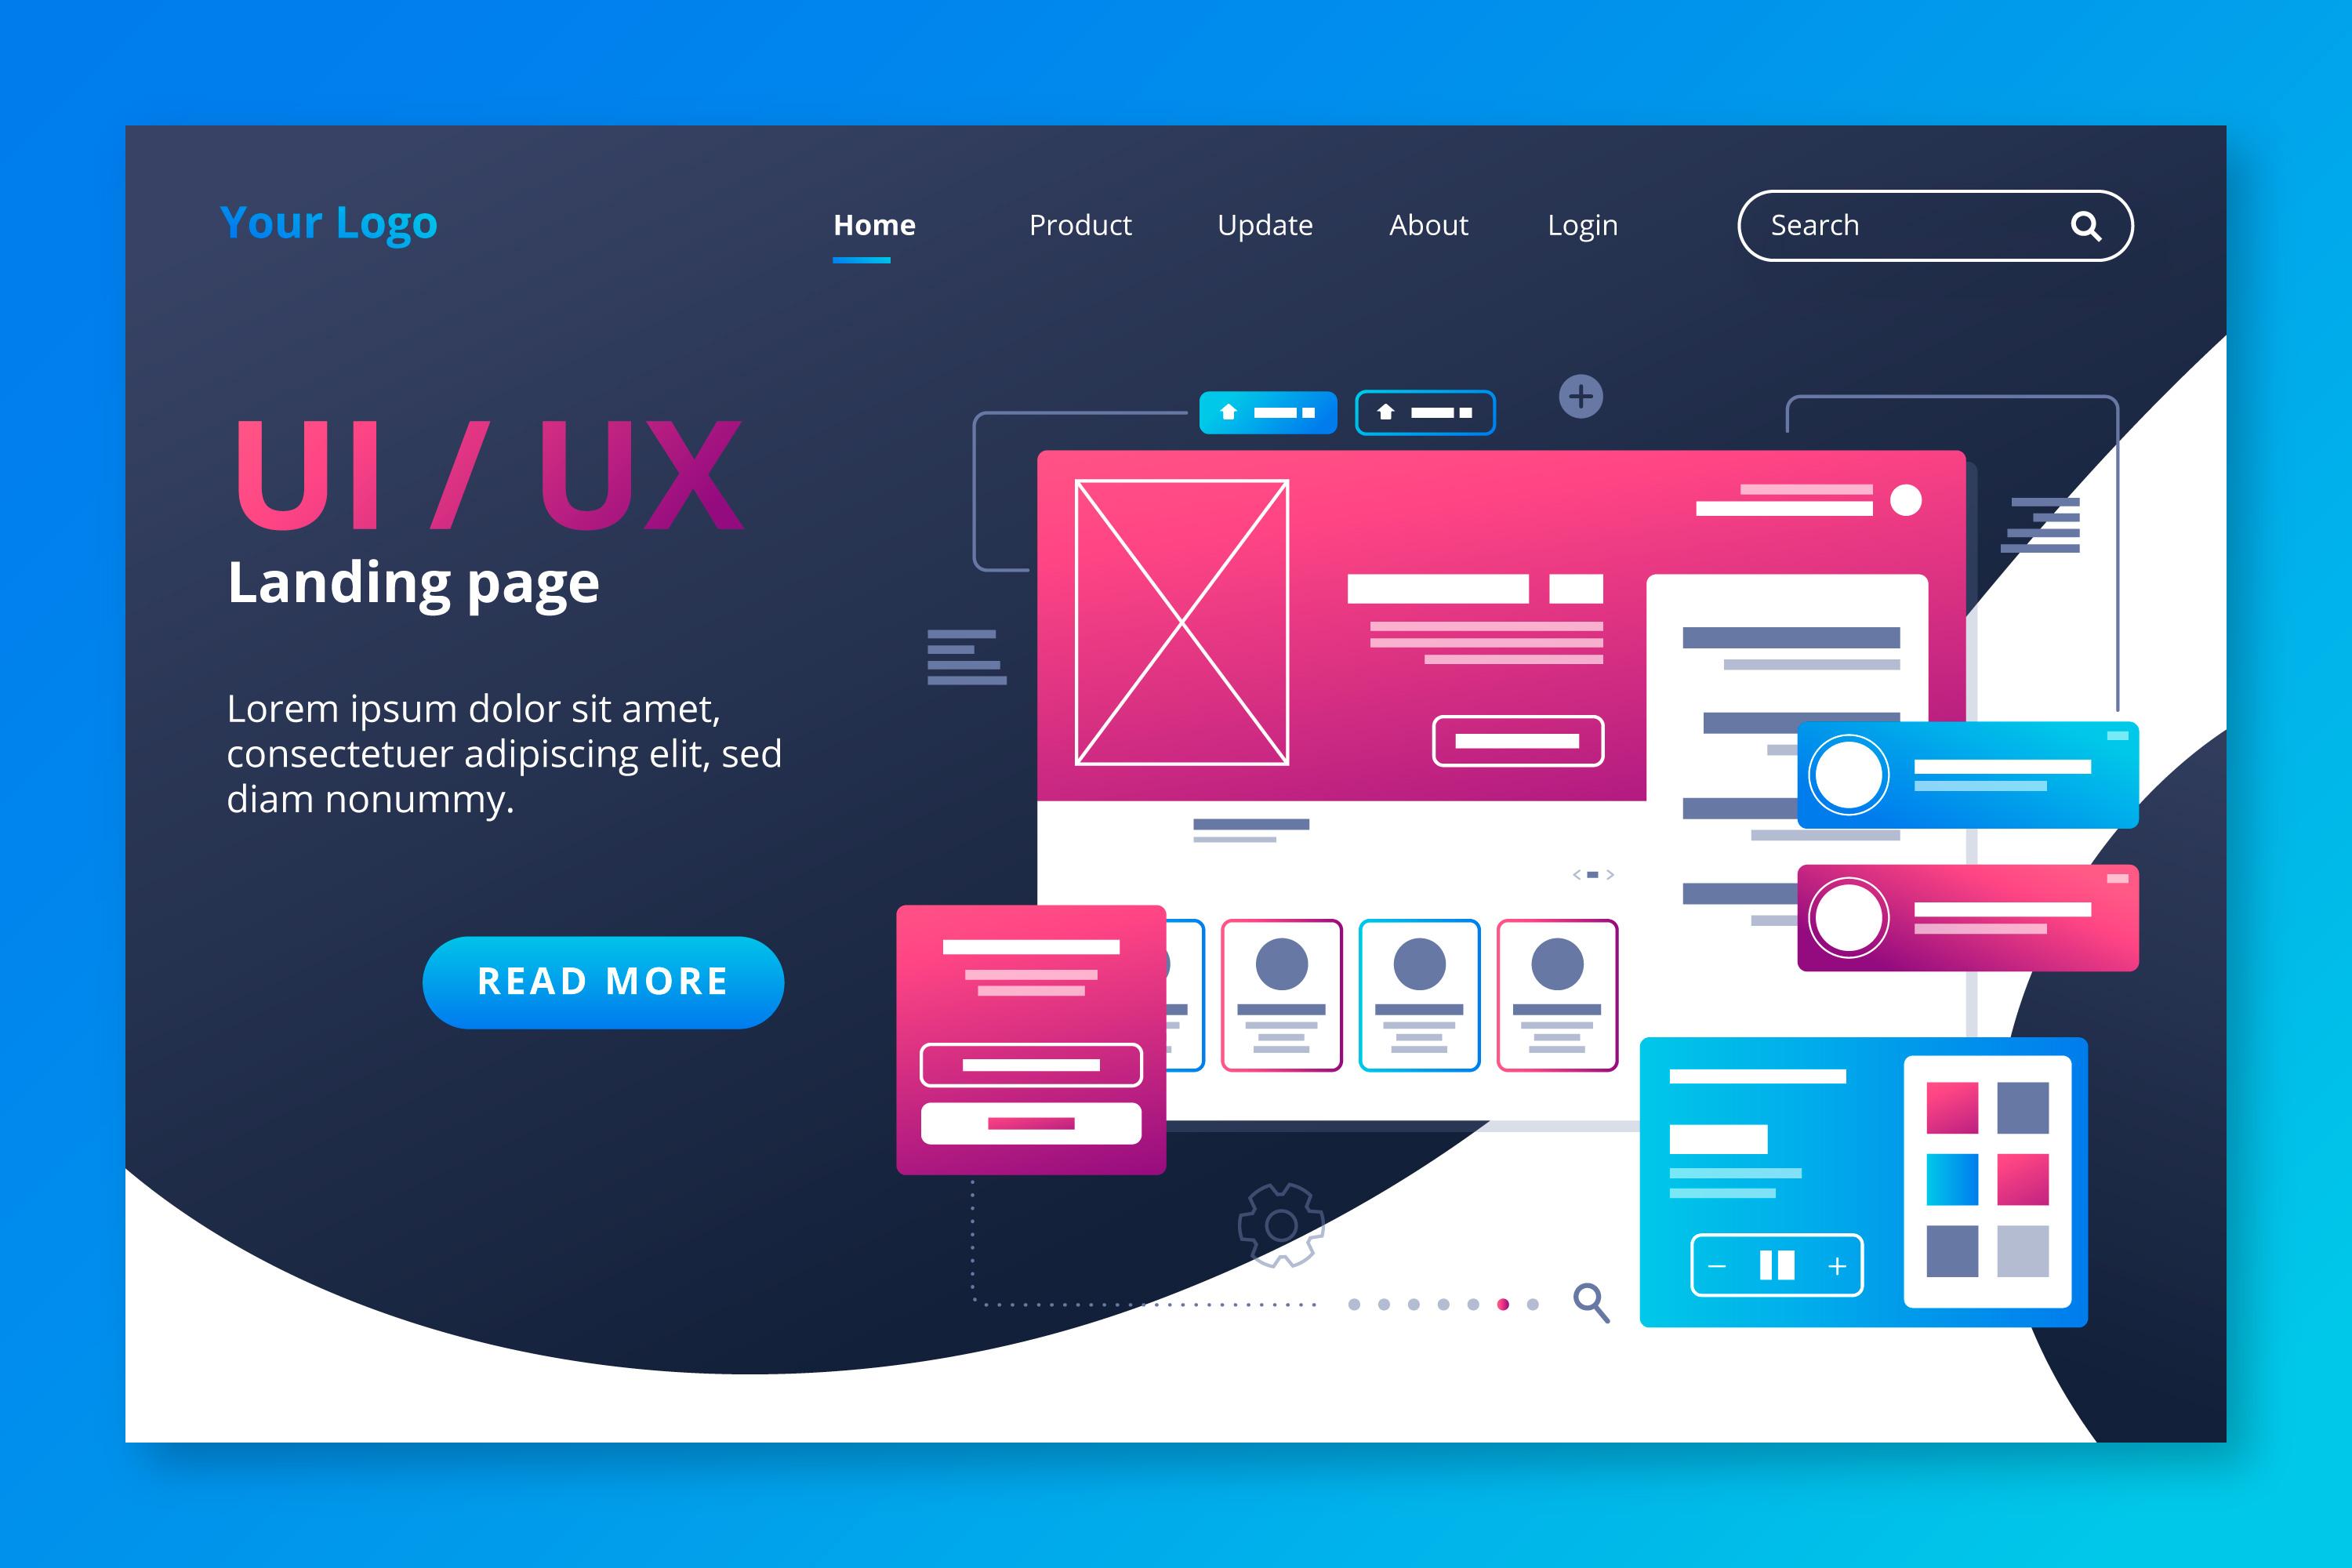 Your Logo
Home Product Update About Login Search
UI / UX
Landing page
Lorem ipsum dolor sit amet,
consectetuer adipiscing elit, sed
diam nonummy.
READ MORE